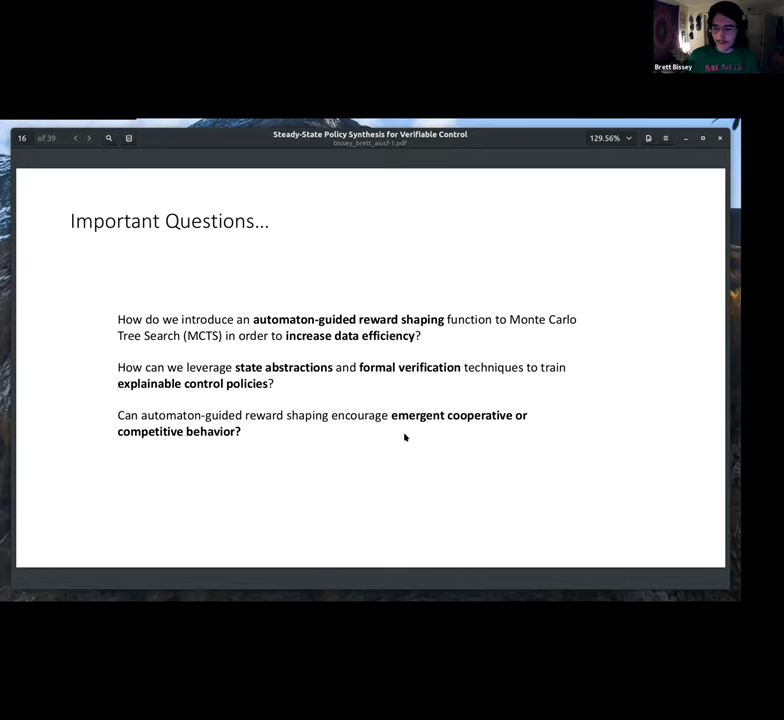 Brett Bissey
16 of 39
Steady-State Policy Synthesis for Verifiable Control
bissey_brett_aiucf-1.pdf
129.56%
Important Questions...
How do we introduce an automaton-guided reward shaping function to Monte Carlo
Tree Search (MCTS) in order to increase data efficiency?
How can we leverage state abstractions and formal verification techniques to train
explainable control policies?
Can automaton-guided reward shaping encourage emergent cooperative or
competitive behavior?